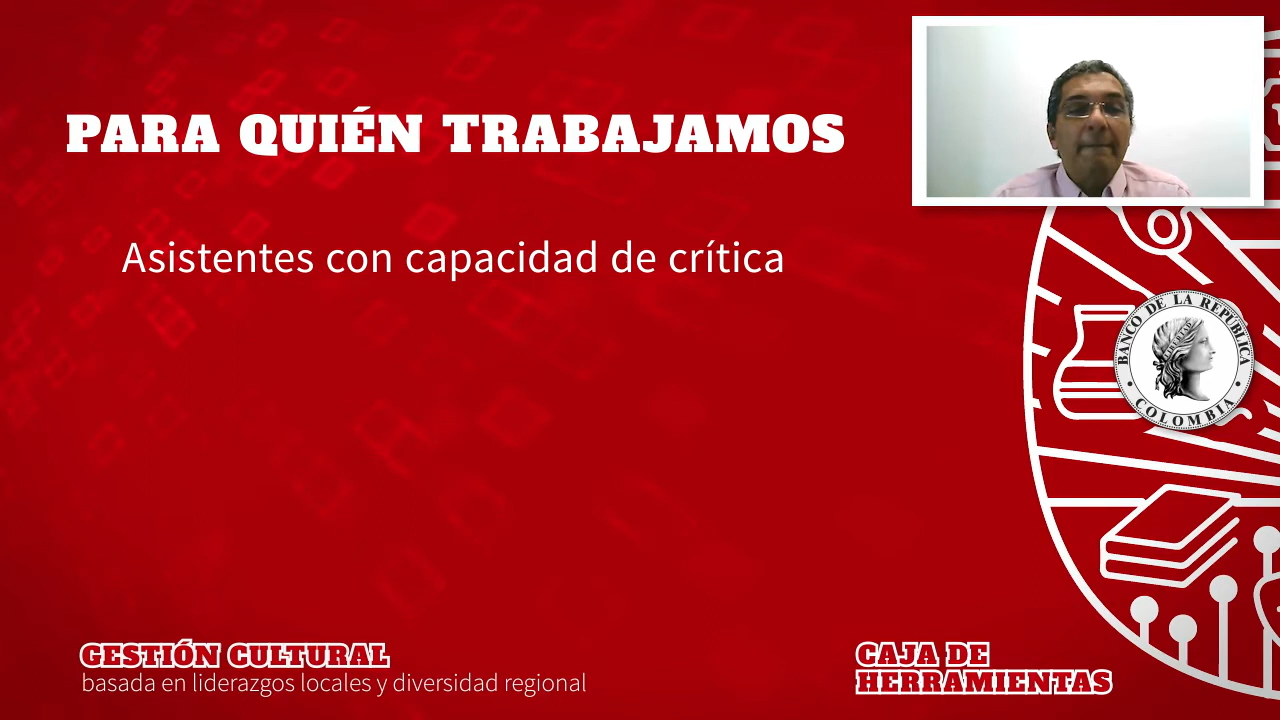 PARA QUIÉN TRABAJAMOS
Asistentes con capacidad de crítica
BANCO DE LA REPÚBLICA
COLOMBIA
GESTIÓN CULTURAL
basada en liderazgos locales y diversidad regional
CAJA DE
HERRAMIENTAS